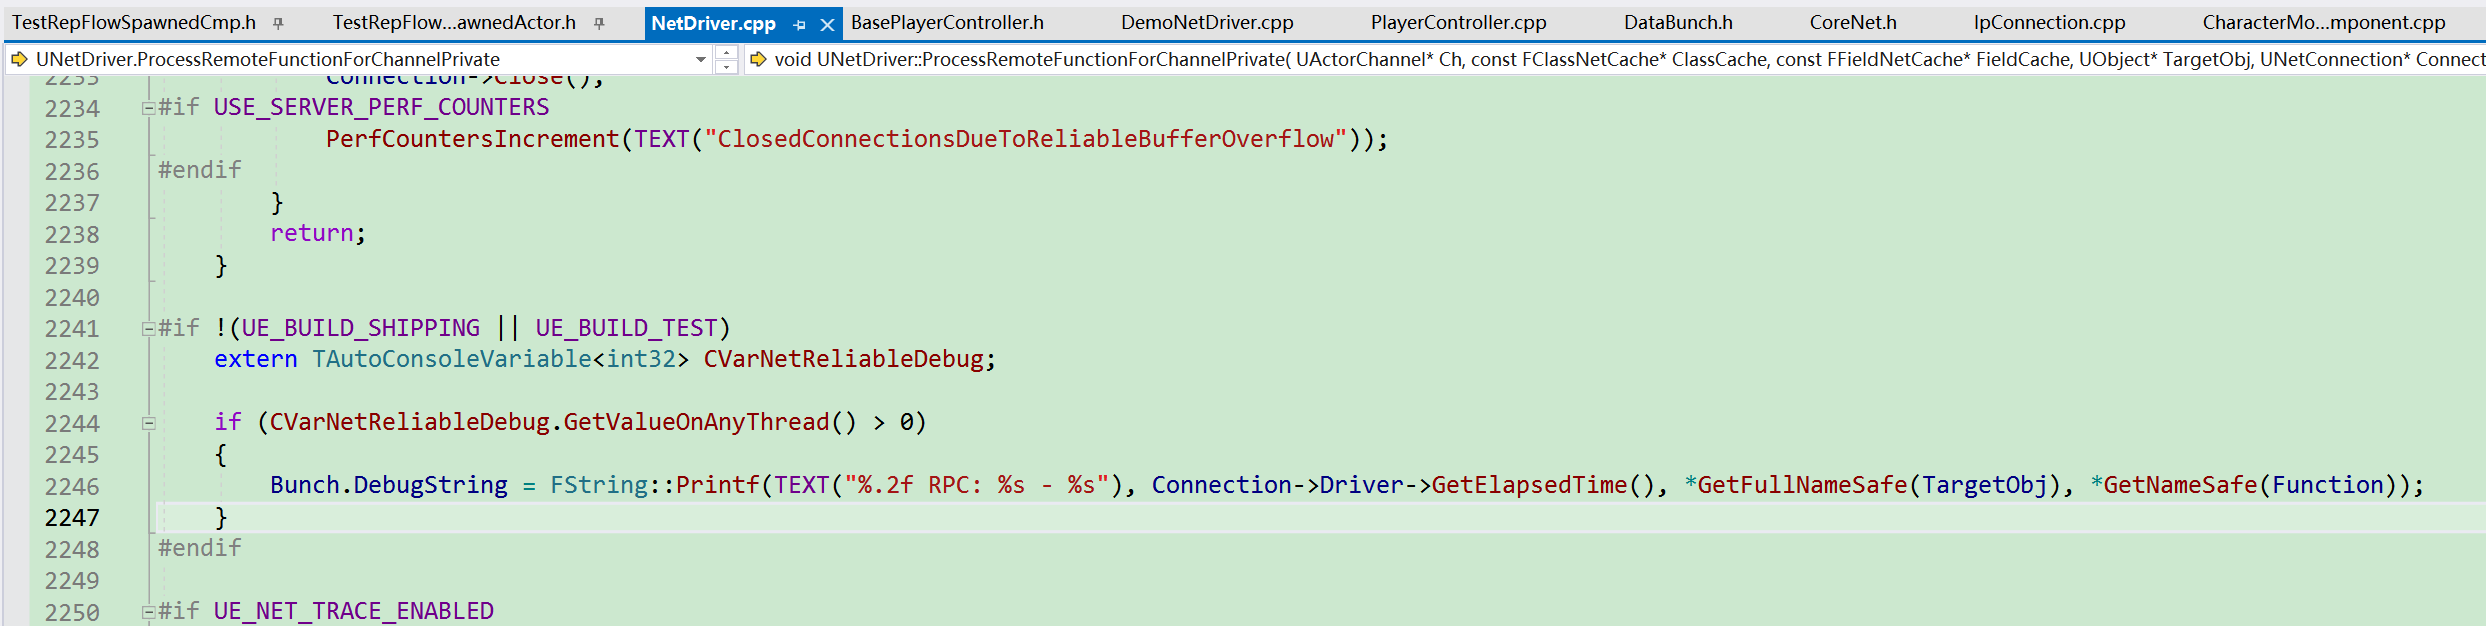 TestRepFlowSpawnedCmp.h TestRepFlow...awnedActor.h NetDriver.cpp BasePlayerController.h DemoNetDriver.cpp PlayerController.cpp DataBunch.h CoreNet.h IpConnection.cpp CharacterMo...mponent.cpp
UNetDriver.ProcessRemoteFunctionForChannelPrivate void UNetDriver::ProcessRemoteFunctionForChannelPrivate( UActorChannel* Ch, const FClassNetCache* ClassCache, const FFieldNetCache* FieldCache, UObject* TargetObj, UNetConnection* Connect
2233 Connection->Close();
2234 #if USE_SERVER_PERF_COUNTERS
2235 PerfCountersIncrement(TEXT("ClosedConnectionsDueToReliableBufferOverflow"));
2236 #endif
2237 }
2238 return;
2239 }
2240
2241 #if !(UE_BUILD_SHIPPING || UE_BUILD_TEST)
2242 extern TAutoConsoleVariable<int32> CVarNetReliableDebug;
2243
2244 if (CVarNetReliableDebug.GetValueOnAnyThread() > 0)
2245 {
2246 Bunch.DebugString = FString::Printf(TEXT("%.2f RPC: %s - %s"), Connection->Driver->GetElapsedTime(), *GetFullNameSafe(TargetObj), *GetNameSafe(Function));
2247 }
2248 #endif
2249
2250 #if UE_NET_TRACE_ENABLED